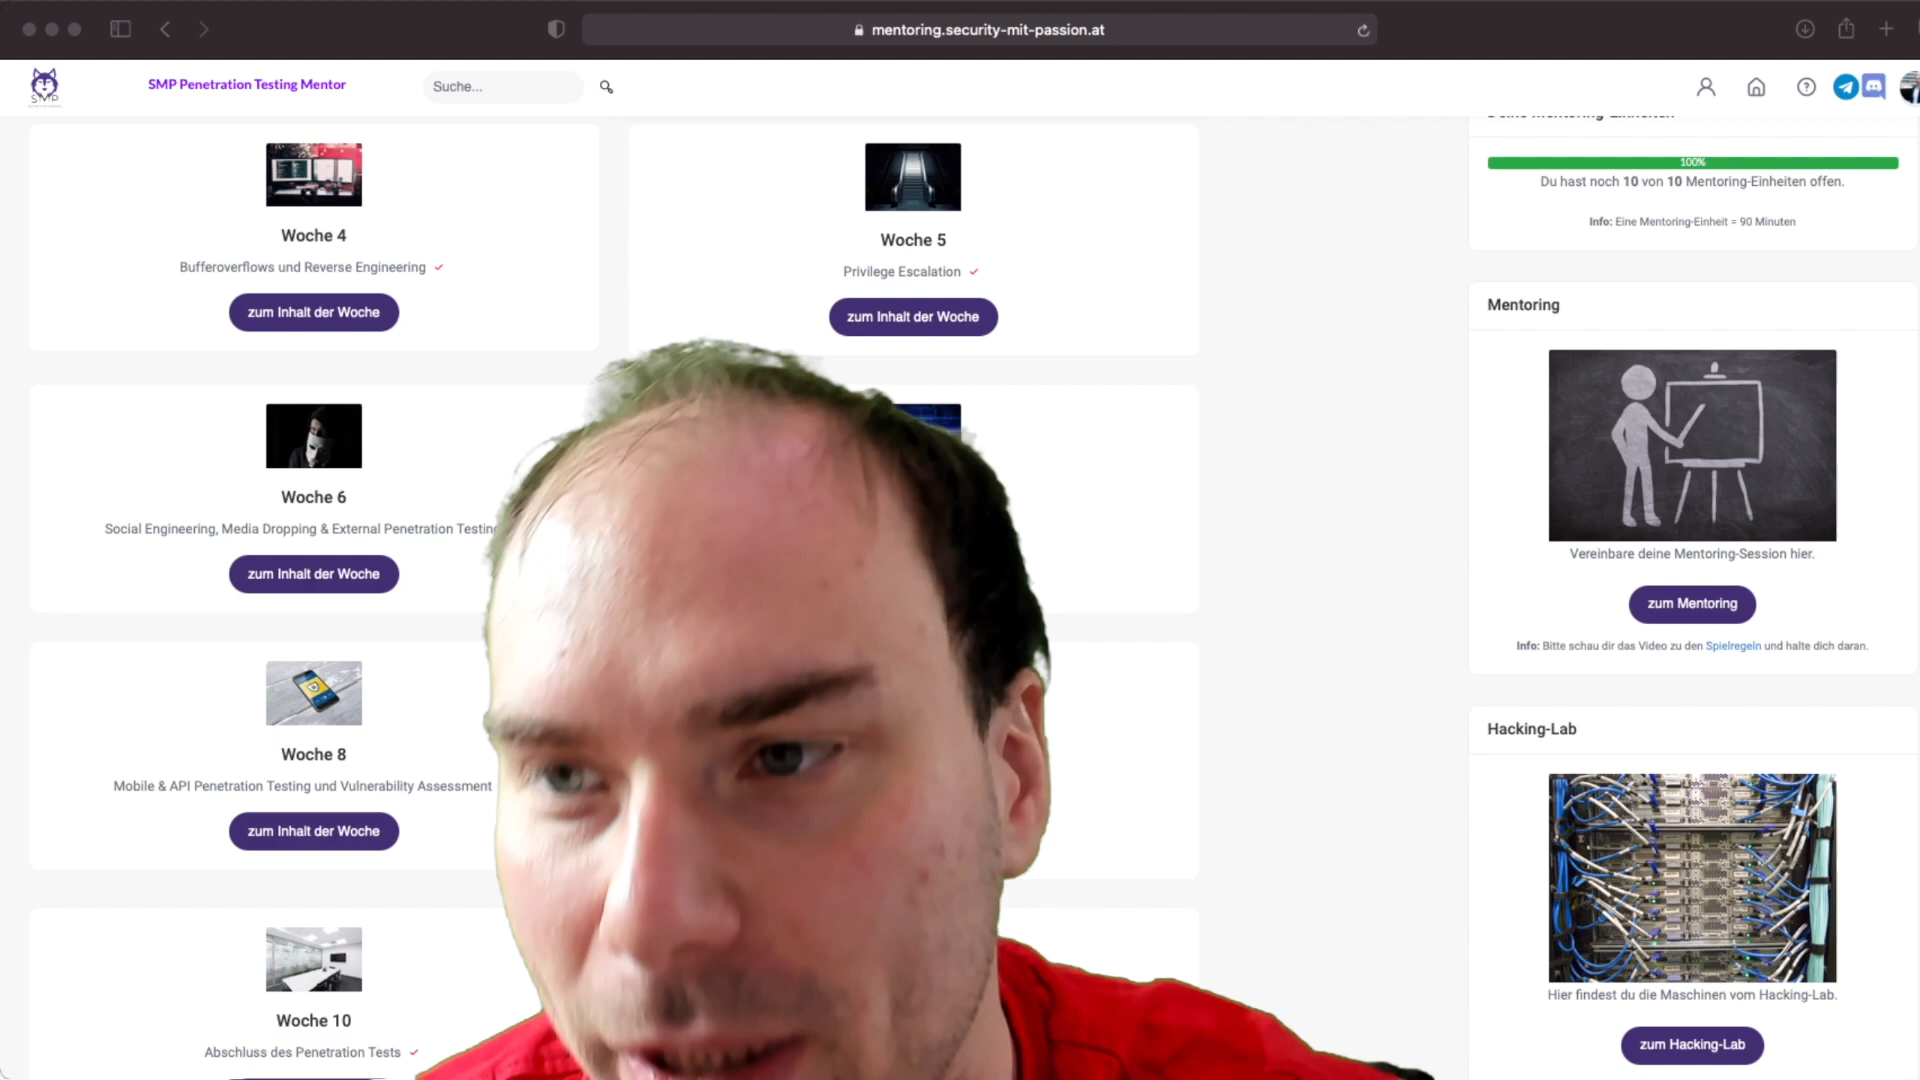 mentoring.security-mit-passion.at
SMP
SMP Penetration Testing Mentor
Suche...
Woche 4
Bufferoverflows und Reverse Engineering
zum Inhalt der Woche
Woche 5
Privilege Escalation
zum Inhalt der Woche
Woche 6
Social Engineering, Media Dropping & External Penetration Testing
zum Inhalt der Woche
Woche 8
Mobile & API Penetration Testing und Vulnerability Assessment
zum Inhalt der Woche
Woche 10
Abschluss des Penetration Tests
Deine Mentoring-Einheiten
100%
Du hast noch 10 von 10 Mentoring-Einheiten offen.
Info: Eine Mentoring-Einheit = 90 Minuten
Mentoring
Vereinbare deine Mentoring-Session hier.
zum Mentoring
Info: Bitte schau dir das Video zu den Spielregeln und halte dich daran.
Hacking-Lab
Hier findest du die Maschinen vom Hacking-Lab.
zum Hacking-Lab